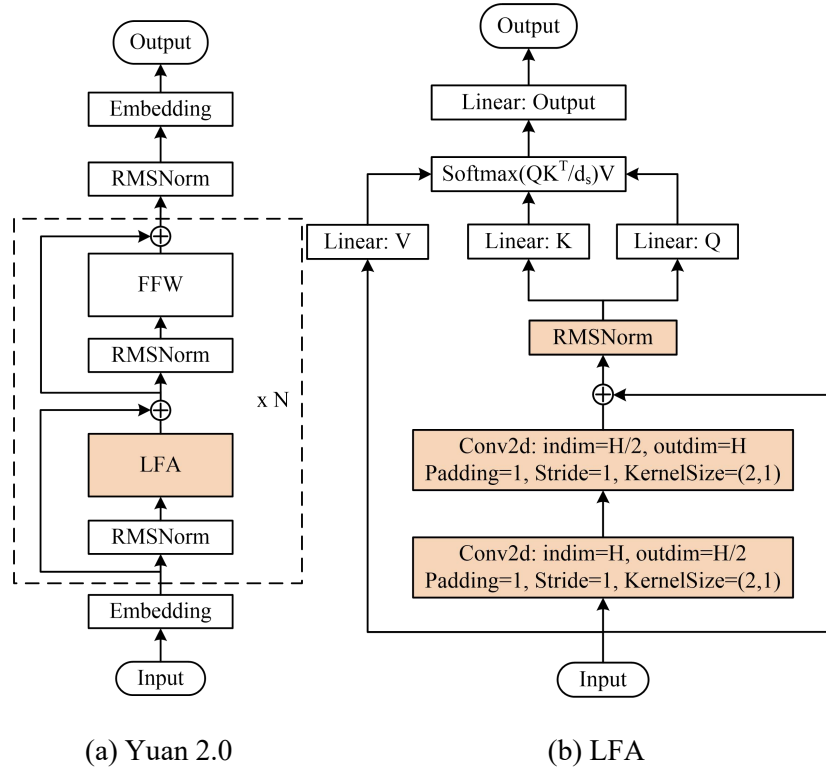 Output
Embedding
RMSNorm
FFW
RMSNorm
x N
LFA
RMSNorm
Embedding
Input
(a) Yuan 2.0
Output
Linear: Output
Softmax(QKᵀ/dₛ)V
Linear: V
Linear: K
Linear: Q
RMSNorm
Conv2d: indim=H/2, outdim=H
Padding=1, Stride=1, KernelSize=(2,1)
Conv2d: indim=H, outdim=H/2
Padding=1, Stride=1, KernelSize=(2,1)
Input
(b) LFA